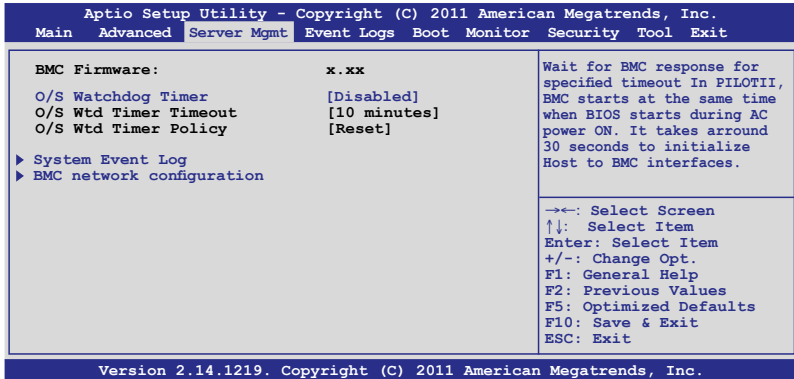 Aptio Setup Utility - Copyright (C) 2011 American Megatrends, Inc.
Main Advanced Server Mgmt Event Logs Boot Monitor Security Tool Exit
BMC Firmware: x.xx
O/S Watchdog Timer [Disabled]
O/S Wtd Timer Timeout [10 minutes]
O/S Wtd Timer Policy [Reset]
System Event Log
BMC network configuration
Wait for BMC response for
specified timeout In PILOTII,
BMC starts at the same time
when BIOS starts during AC
power ON. It takes arround
30 seconds to initialize
Host to BMC interfaces.
→←: Select Screen
↑↓: Select Item
Enter: Select Item
+/-: Change Opt.
F1: General Help
F2: Previous Values
F5: Optimized Defaults
F10: Save & Exit
ESC: Exit
Version 2.14.1219. Copyright (C) 2011 American Megatrends, Inc.